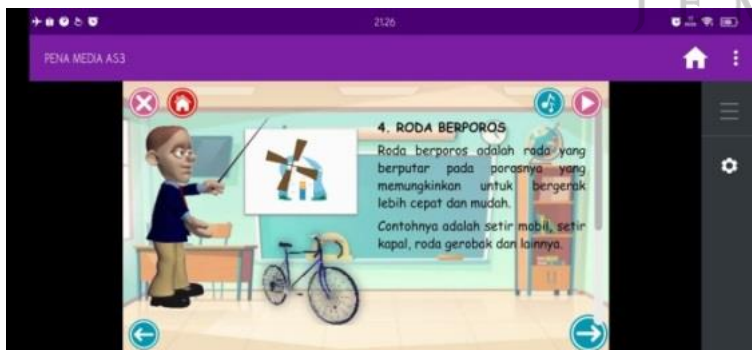 21.26
PENA MEDIA AS3
4. RODA BERPOROS
Roda berporos adalah roda yang
berputar pada porosnya yang
memungkinkan untuk bergerak
lebih cepat dan mudah.
Contohnya adalah setir mobil, setir
kapal, roda gerobak dan lainnya.